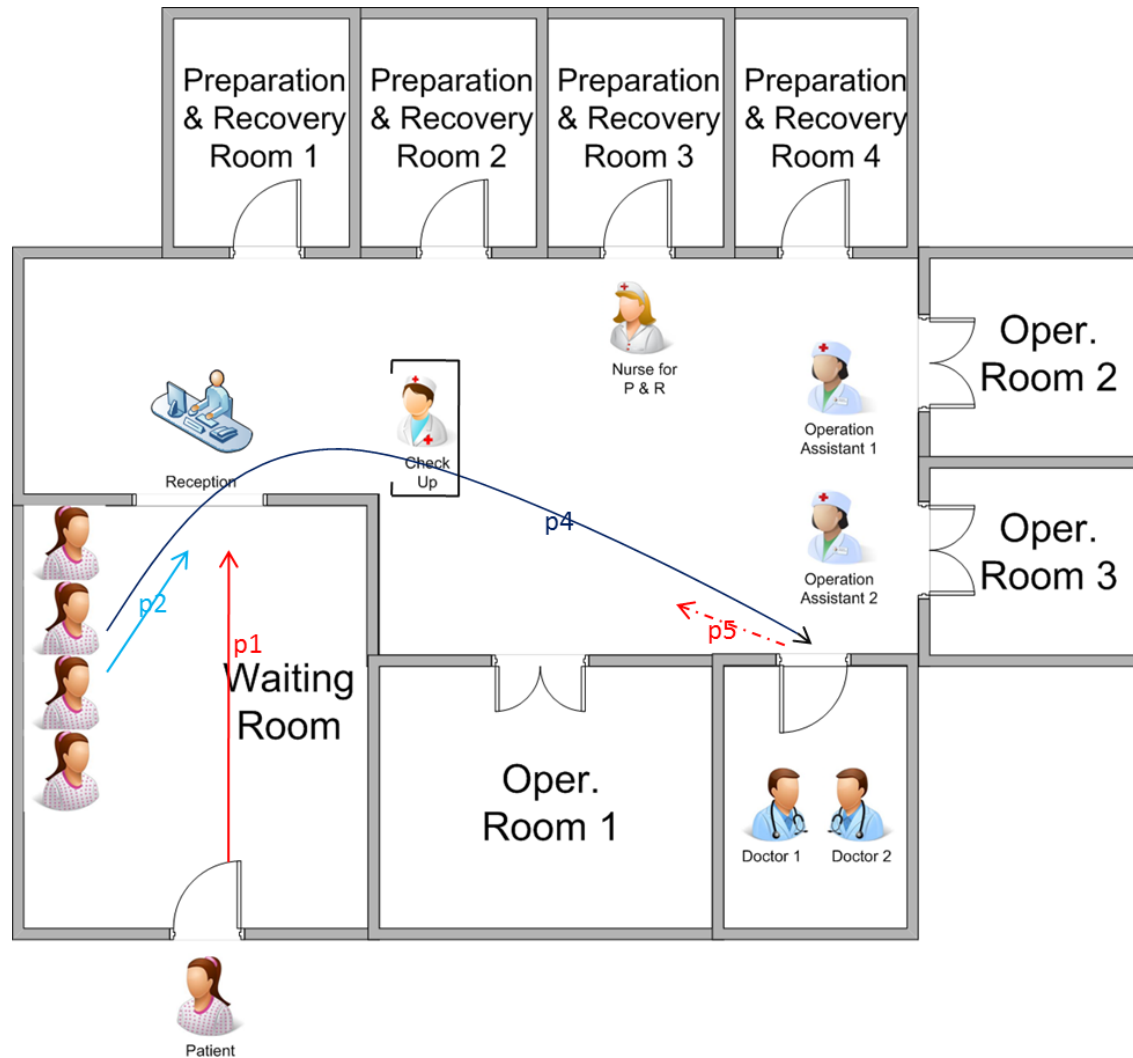 Preparation
& Recovery
Room 1
Preparation
& Recovery
Room 2
Preparation
& Recovery
Room 3
Preparation
& Recovery
Room 4
Nurse for
P & R
Oper.
Room 2
Operation
Assistant 1
Reception
Check
Up
p4
Oper.
Room 3
Operation
Assistant 2
p2
p1
p5
Waiting
Room
Oper.
Room 1
Doctor 1
Doctor 2
Patient